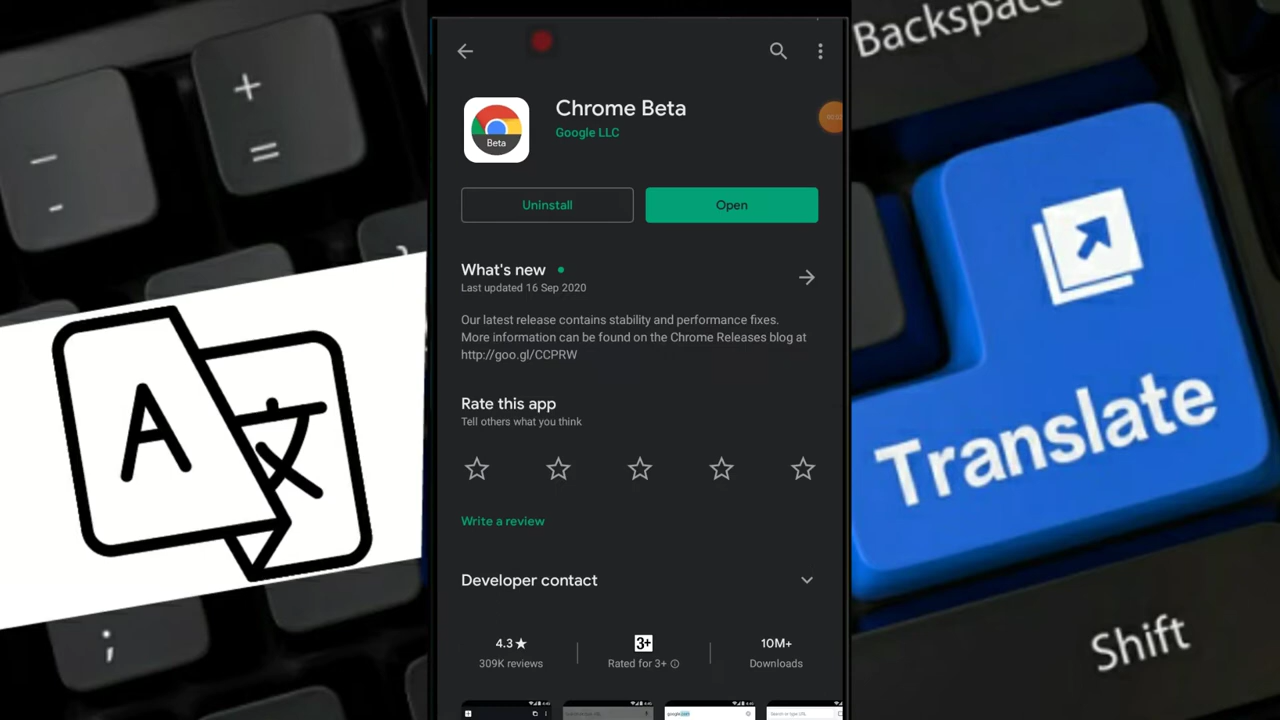 Backspace
+
=
-
-
;
A文
Translate
Shift
Chrome Beta
Google LLC
Beta
Uninstall
Open
What's new
Last updated 16 Sep 2020
Our latest release contains stability and performance fixes.
More information can be found on the Chrome Releases blog at
http://goo.gl/CCPRW
Rate this app
Tell others what you think
Write a review
Developer contact
4.3★
309K reviews
3+
Rated for 3+
10M+
Downloads